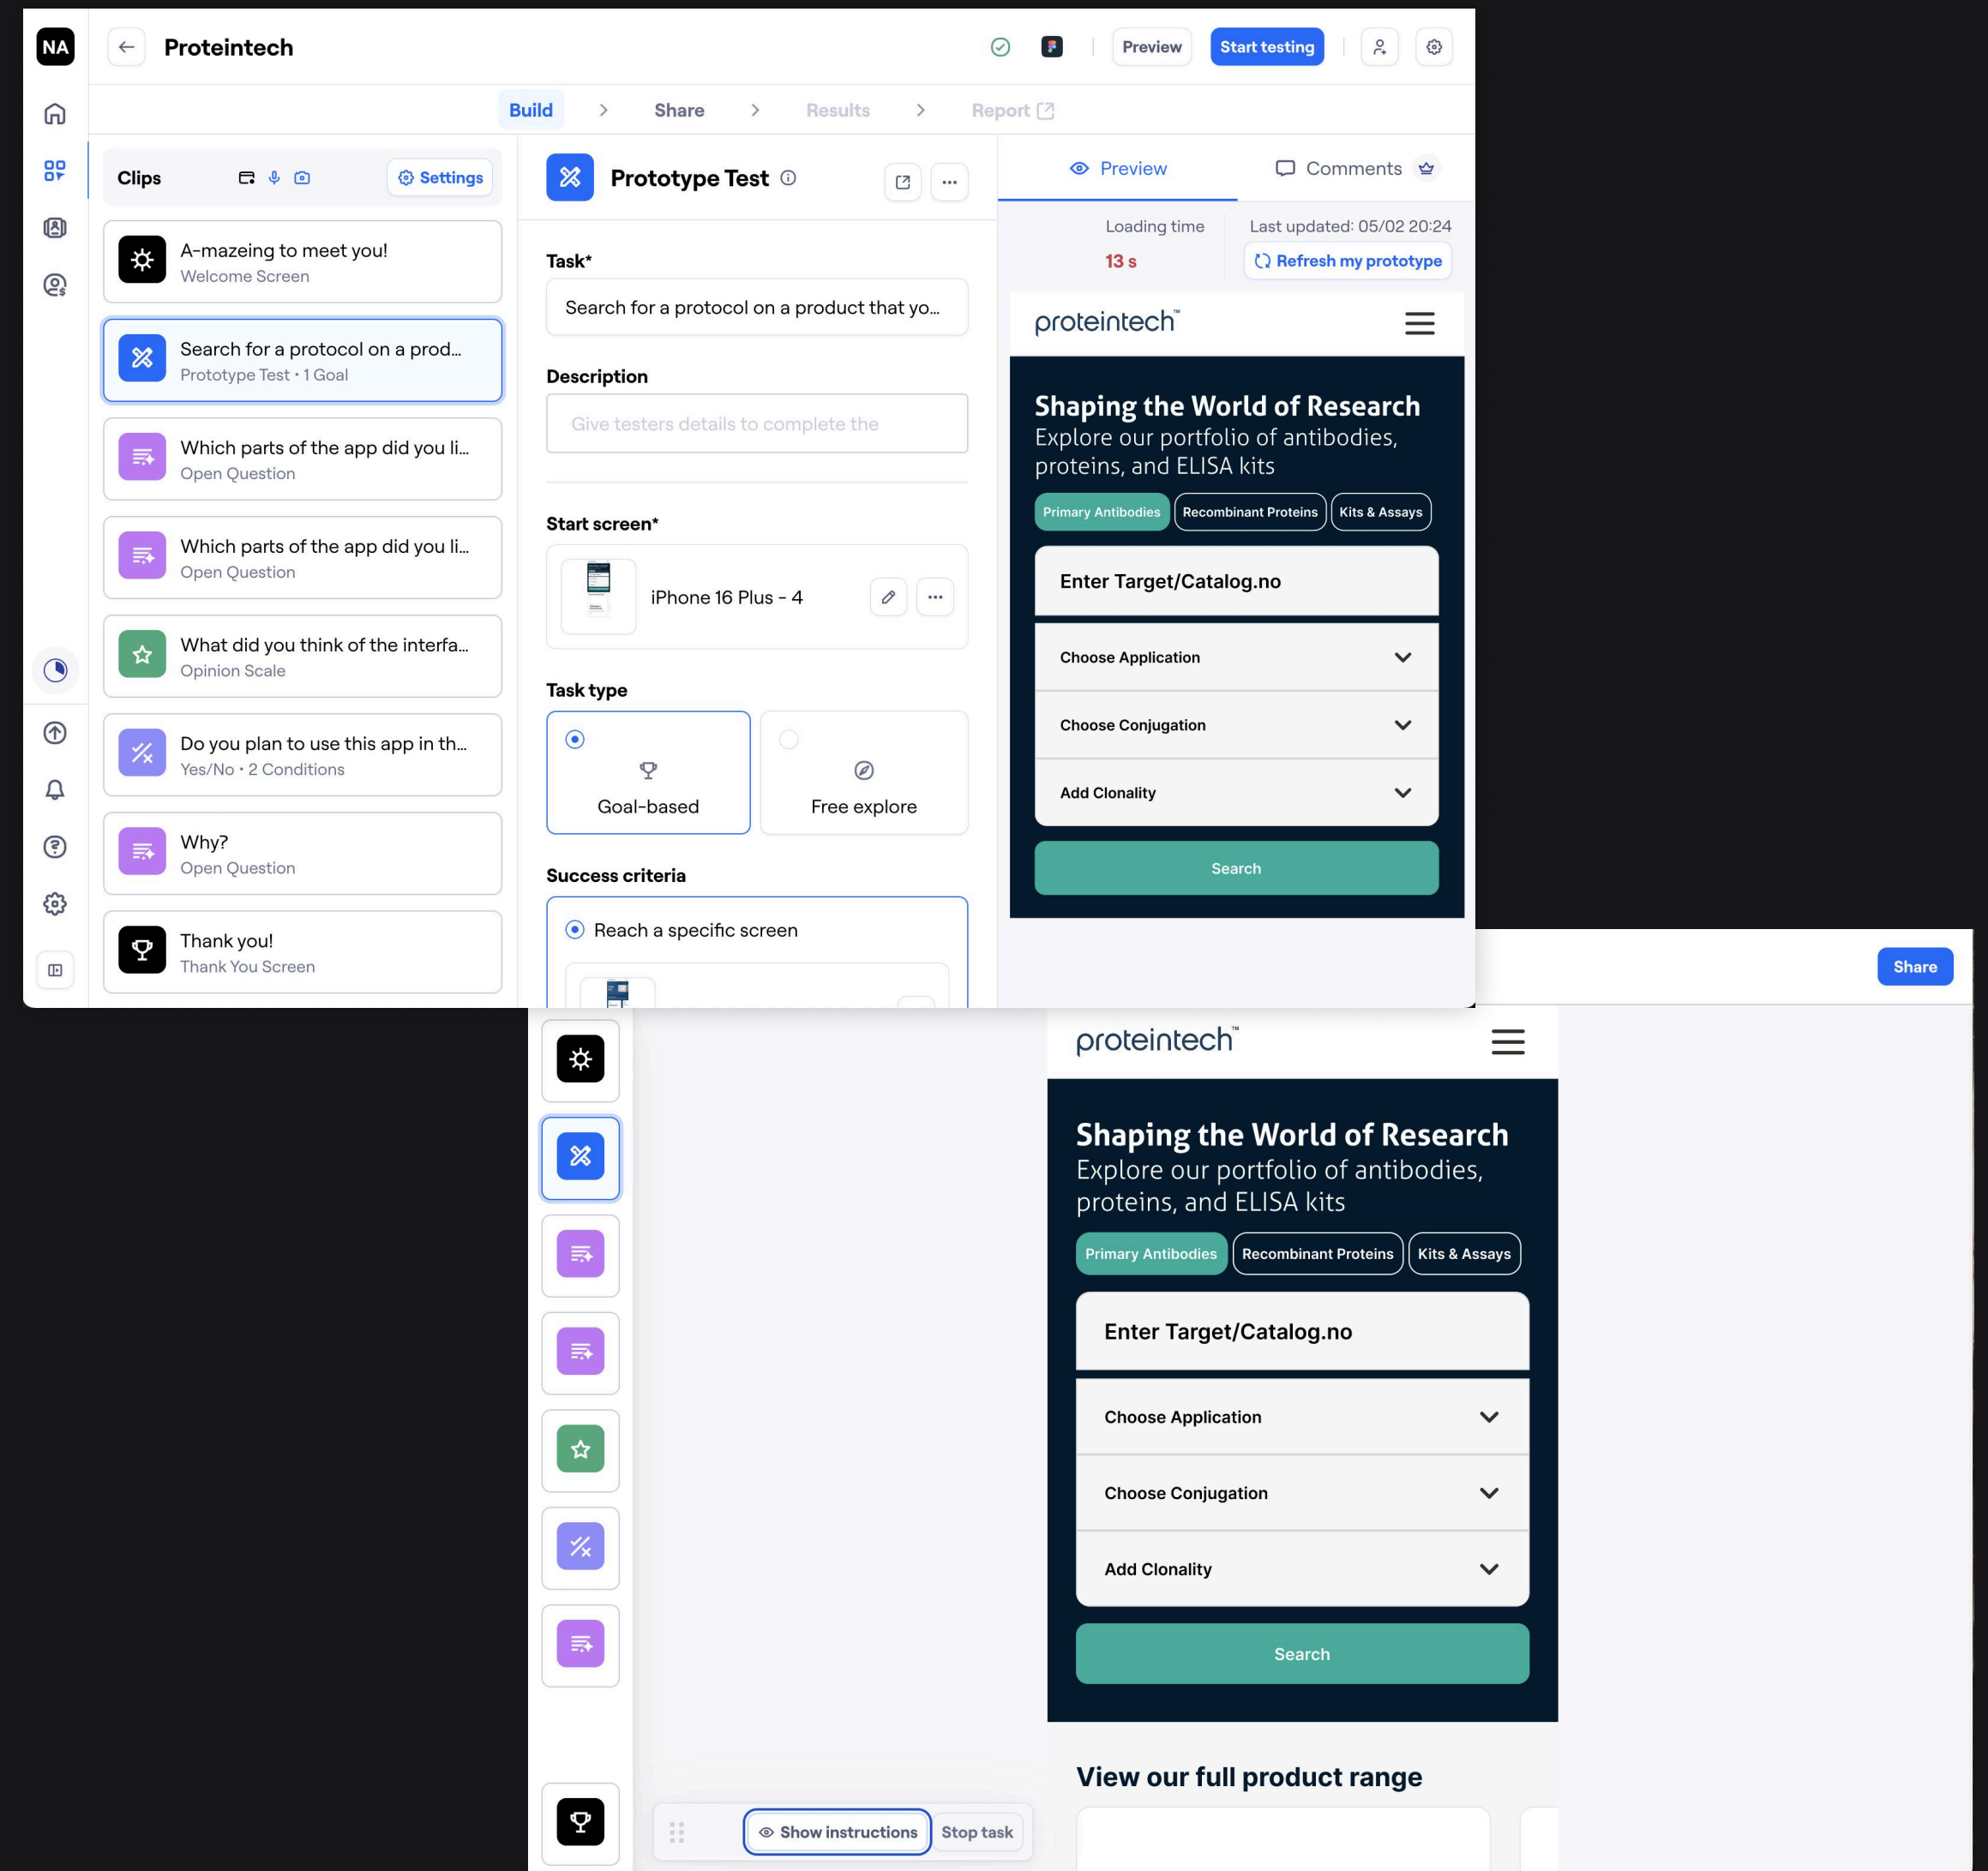 NA
Proteintech
Preview
Start testing
Build
Share
Results
Report
Clips
Settings
A-mazeing to meet you!
Welcome Screen
Search for a protocol on a prod...
Prototype Test • 1 Goal
Which parts of the app did you li...
Open Question
Which parts of the app did you li...
Open Question
What did you think of the interfa...
Opinion Scale
Do you plan to use this app in th...
Yes/No • 2 Conditions
Why?
Open Question
Thank you!
Thank You Screen
Prototype Test
Task*
Search for a protocol on a product that yo...
Description
Give testers details to complete the
Start screen*
iPhone 16 Plus - 4
Task type
Goal-based
Free explore
Success criteria
Reach a specific screen
Preview
Comments
Loading time
13 s
Last updated: 05/02 20:24
Refresh my prototype
proteintech™
Shaping the World of Research
Explore our portfolio of antibodies,
proteins, and ELISA kits
Primary Antibodies
Recombinant Proteins
Kits & Assays
Enter Target/Catalog.no
Choose Application
Choose Conjugation
Add Clonality
Search
Share
proteintech™
Shaping the World of Research
Explore our portfolio of antibodies,
proteins, and ELISA kits
Primary Antibodies
Recombinant Proteins
Kits & Assays
Enter Target/Catalog.no
Choose Application
Choose Conjugation
Add Clonality
Search
View our full product range
Show instructions
Stop task